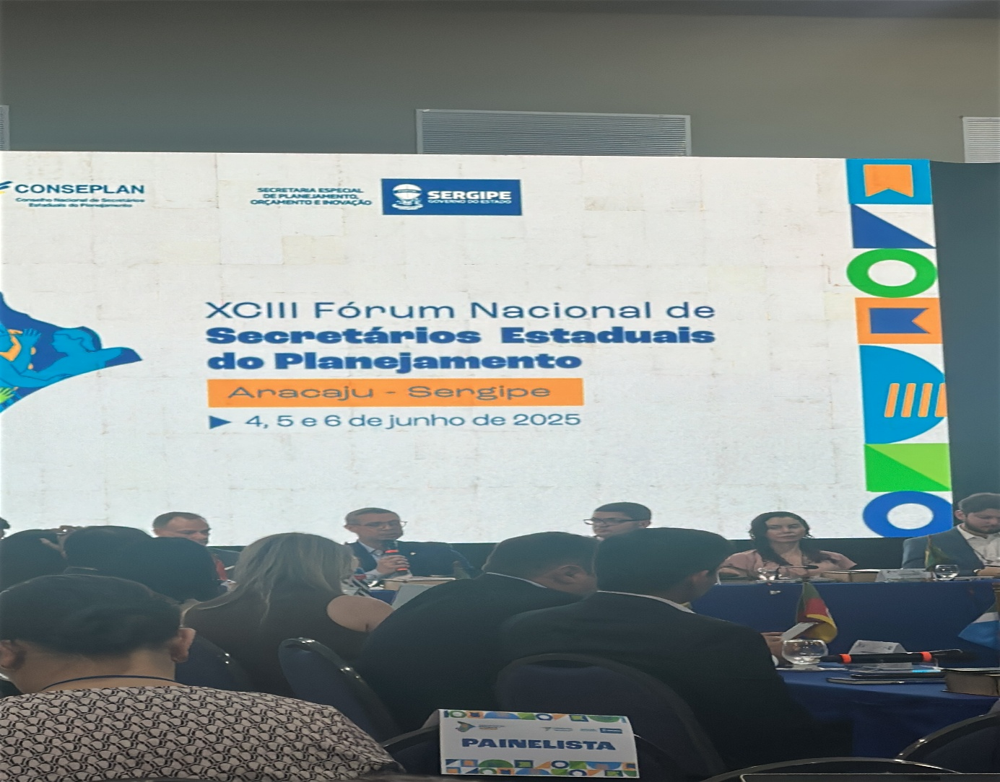 CONSEPLAN
Conselho Nacional de Secretários
Estaduais do Planejamento
SECRETARIA ESPECIAL
DE PLANEJAMENTO,
ORÇAMENTO E INOVAÇÃO
SERGIPE
GOVERNO DO ESTADO
XCIII Fórum Nacional de
Secretários Estaduais
do Planejamento
Aracaju - Sergipe
4, 5 e 6 de junho de 2025
PAINELISTA